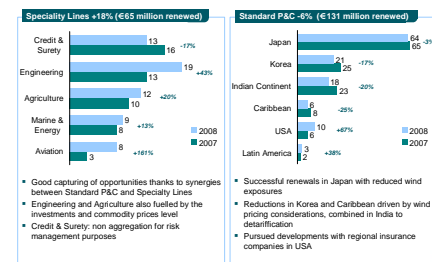 Speciality Lines +18% (€65 million renewed)
Credit &
Surety
13
16
-17%
Engineering
19
13
+43%
Agriculture
12
10
+20%
Marine &
Energy
9
8
+13%
Aviation
8
3
+161%
2008
2007
Good capturing of opportunities thanks to synergies
between Standard P&C and Speciality Lines
Engineering and Agriculture also fuelled by the
investments and commodity prices level
Credit & Surety: non aggregation for risk
management purposes
Standard P&C -6% (€131 million renewed)
Japan
64
65
-3%
Korea
21
25
-17%
Indian Continent
18
23
-20%
Caribbean
6
8
-25%
USA
10
6
+67%
Latin America
3
2
+38%
2008
2007
Successful renewals in Japan with reduced wind
exposures
Reductions in Korea and Caribbean driven by wind
pricing considerations, combined in India to
detariffication
Pursued developments with regional insurance
companies in USA